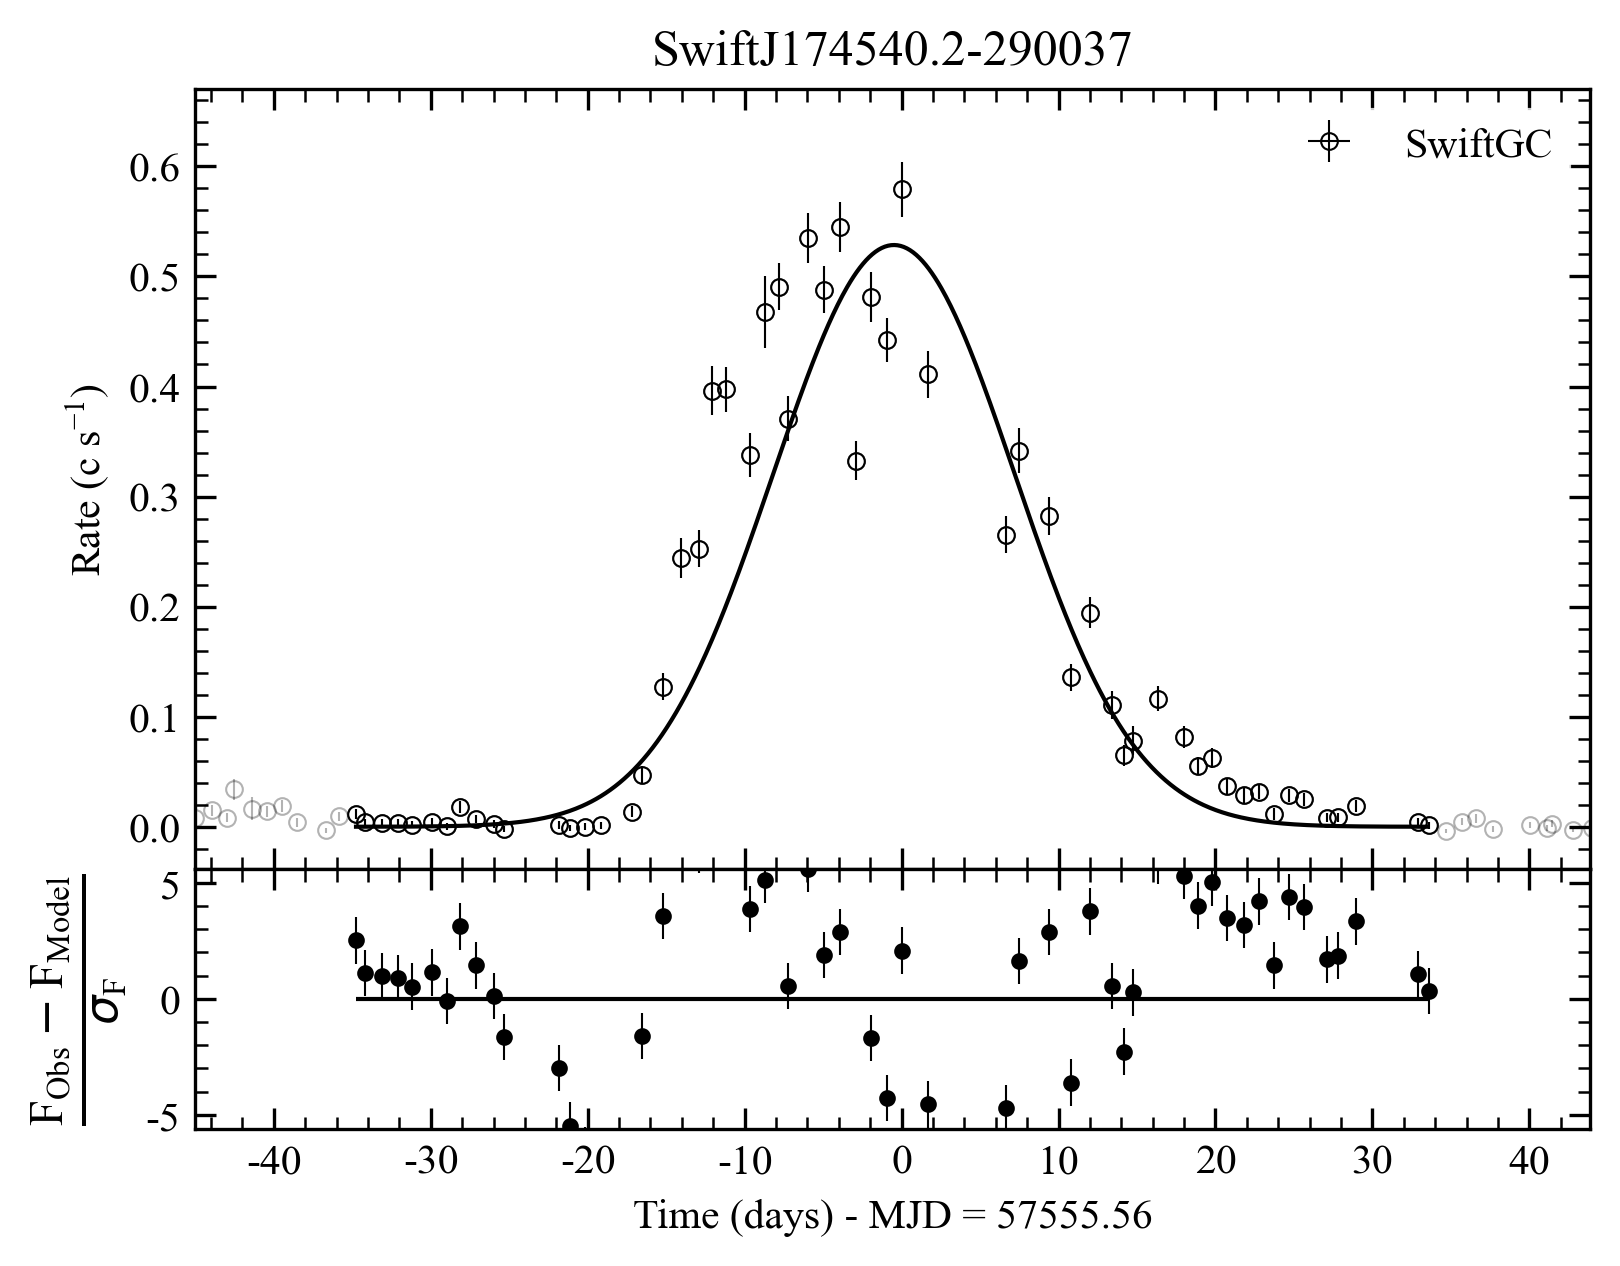 SwiftJ174540.2-290037
SwiftGC
Rate (c s⁻¹)
0.6
0.5
0.4
0.3
0.2
0.1
0.0
F_Obs − F_Model
σ_F
5
0
-5
-40 -30 -20 -10 0 10 20 30 40
Time (days) - MJD = 57555.56